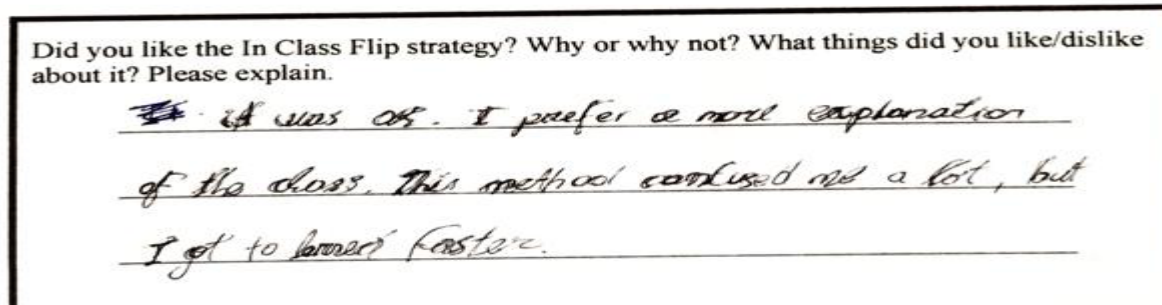 Did you like the In Class Flip strategy? Why or why not? What things did you like/dislike
about it? Please explain.
it was ok. I prefer a more explanation
of the class. This method confused me a lot, but
I got to learn faster.